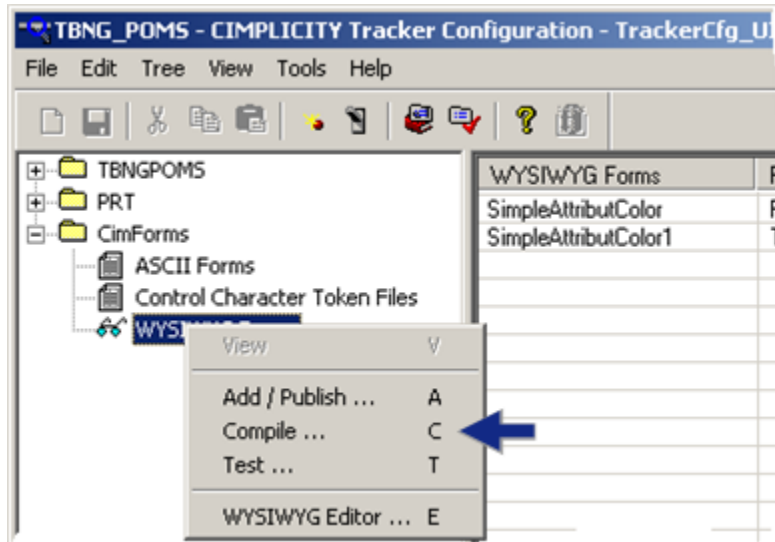 TBNG_POMS - CIMPLICITY Tracker Configuration - TrackerCfg_UI
File Edit Tree View Tools Help
TBNGPOMS
PRT
CimForms
ASCII Forms
Control Character Token Files
WYSIWYG Forms
SimpleAttributColor
SimpleAttributColor1
View V
Add / Publish ... A
Compile ... C
Test ... T
WYSIWYG Editor ... E